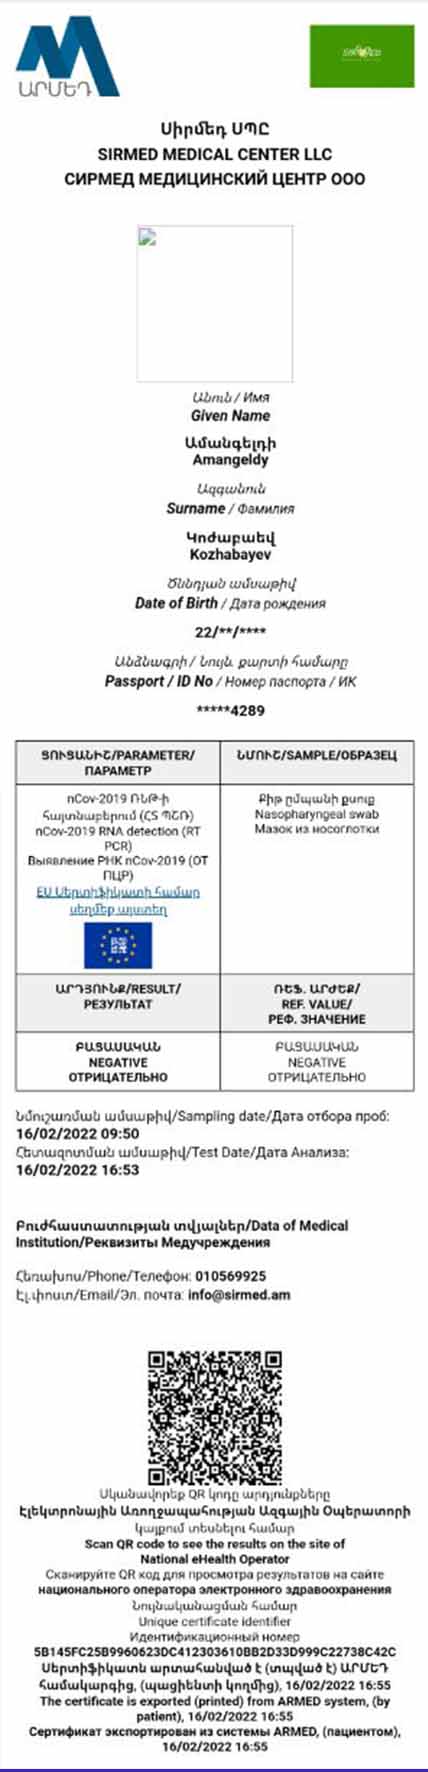 ԱՐՄԵԴ
Սիրմեդ ՍՊԸ
SIRMED MEDICAL CENTER LLC
СИРМЕД МЕДИЦИНСКИЙ ЦЕНТР ООО
Անուն / Имя
Given Name
Ամանգելդի
Amangeldy
Ազգանուն
Surname / Фамилия
Կոժաբաեվ
Kozhabayev
Ծննդյան ամսաթիվ
Date of Birth / Дата рождения
22/**/****
Անձնագրի / Նույն. քարտի համարը
Passport / ID No / Номер паспорта / ИК
*****4289
ՑՈՒՑԱՆԻՇ/PARAMETER/
ПАРАМЕТР
ՆՄՈՒՇ/SAMPLE/ОБРАЗЕЦ
nCov-2019 ՌՆԹ-ի
հայտնաբերում (ՀՏ ՊՇՌ)
nCov-2019 RNA detection (RT
PCR)
Выявление РНК nCov-2019 (ОТ
ПЦР)
EU Սերտիֆիկատի համար
սեղմեք այստեղ
Քիթ ըմպանի քսուք
Nasopharyngeal swab
Мазок из носоглотки
ԱՐԴՅՈՒՆՔ/RESULT/
РЕЗУЛЬТАТ
ՌԵՖ. ԱՐԺԵՔ/
REF. VALUE/
РЕФ. ЗНАЧЕНИЕ
ԲԱՑԱՍԱԿԱՆ
NEGATIVE
ОТРИЦАТЕЛЬНО
ԲԱՑԱՍԱԿԱՆ
NEGATIVE
ОТРИЦАТЕЛЬНО
Նմուշառման ամսաթիվ/Sampling date/Дата отбора проб:
16/02/2022 09:50
Հետազոտման ամսաթիվ/Test Date/Дата Анализа:
16/02/2022 16:53
Բուժհաստատության տվյալներ/Data of Medical
Institution/Реквизиты Медучреждения
Հեռախոս/Phone/Телефон: 010569925
Էլ.փոստ/Email/Эл. почта: info@sirmed.am
Սկանավորեք QR կոդը արդյունքները
Էլեկտրոնային Առողջապահության Ազգային Օպերատորի
կայքում տեսնելու համար
Scan QR code to see the results on the site of
National eHealth Operator
Сканируйте QR код для просмотра результатов на сайте
национального оператора электронного здравоохранения
Նույնականացման համար
Unique certificate identifier
Идентификационный номер
5B145FC25B9960623DC412303610BB2D33D999C22738C42C
Սերտիֆիկատն արտահանված է (տպված է) ԱՐՄԵԴ
համակարգից, (պացիենտի կողմից), 16/02/2022 16:55
The certificate is exported (printed) from ARMED system, (by
patient), 16/02/2022 16:55
Сертификат экспортирован из системы ARMED, (пациентом),
16/02/2022 16:55